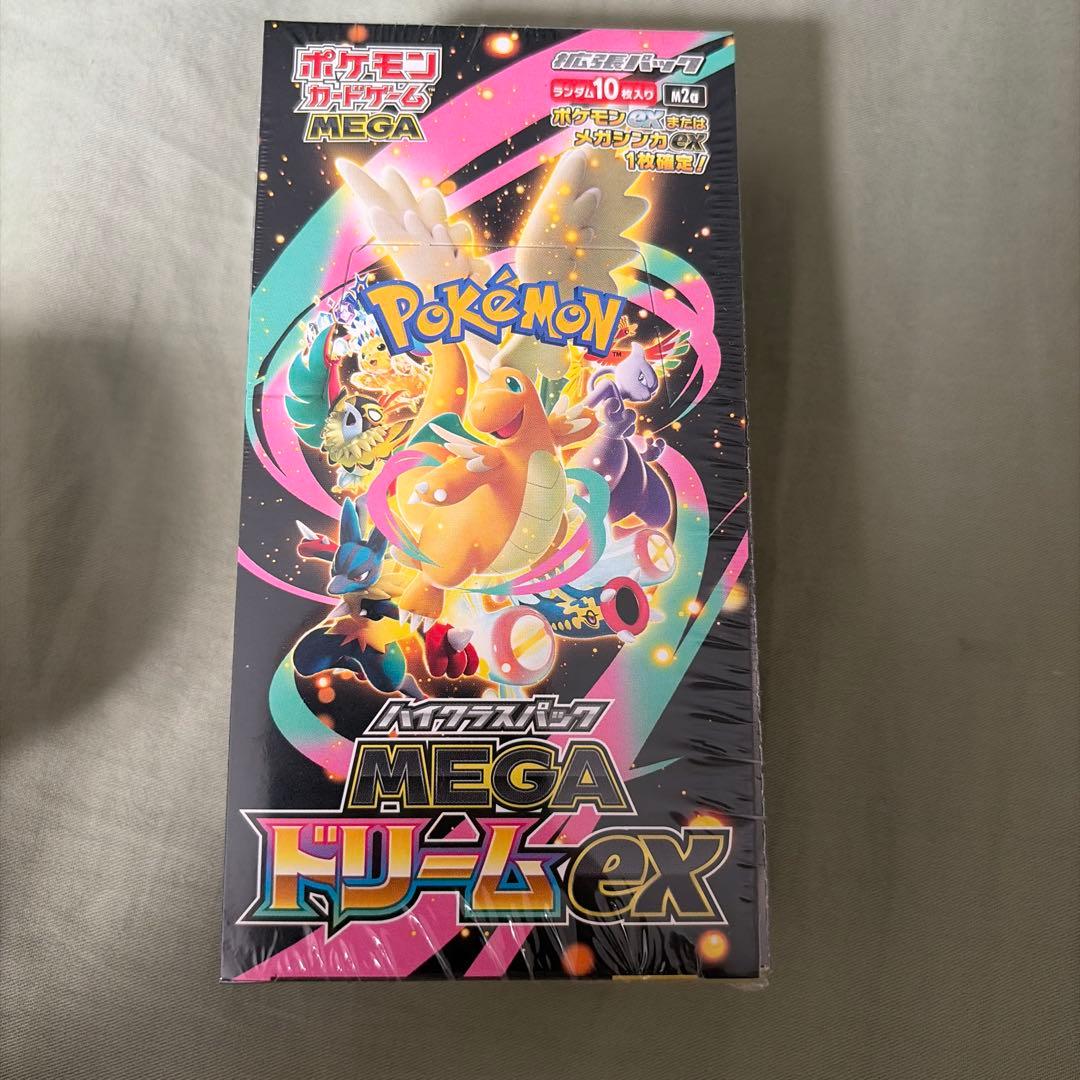 ポケモン
カードゲーム™
MEGA
拡張パック
ランダム10枚入り M2a
ポケモンexまたは
メガシンカex
1枚確定!
POKéMON™
ハイクラスパック
MEGA
ドリームex